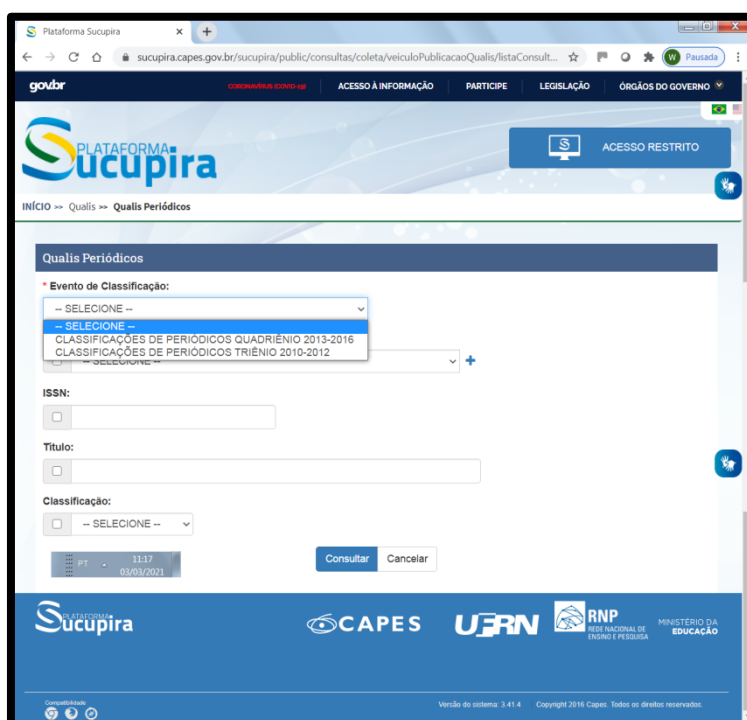 Plataforma Sucupira
sucupira.capes.gov.br/sucupira/public/consultas/coleta/veiculoPublicacaoQualis/listaConsult...
W Pausada
gov.br
CORONAVÍRUS (COVID-19)
ACESSO À INFORMAÇÃO
PARTICIPE
LEGISLAÇÃO
ÓRGÃOS DO GOVERNO
PLATAFORMA
Sucupira
ACESSO RESTRITO
INÍCIO >> Qualis >> Qualis Periódicos
Qualis Periódicos
* Evento de Classificação:
-- SELECIONE --
-- SELECIONE --
CLASSIFICAÇÕES DE PERIÓDICOS QUADRIÊNIO 2013-2016
CLASSIFICAÇÕES DE PERIÓDICOS TRIÊNIO 2010-2012
-- SELECIONE --
ISSN:
Título:
Classificação:
-- SELECIONE --
PT
11:17
03/03/2021
Consultar
Cancelar
PLATAFORMA
Sucupira
CAPES
UFRN
RNP
REDE NACIONAL DE
ENSINO E PESQUISA
MINISTÉRIO DA
EDUCAÇÃO
Compatibilidade
Versão do sistema: 3.41.4
Copyright 2016 Capes. Todos os direitos reservados.